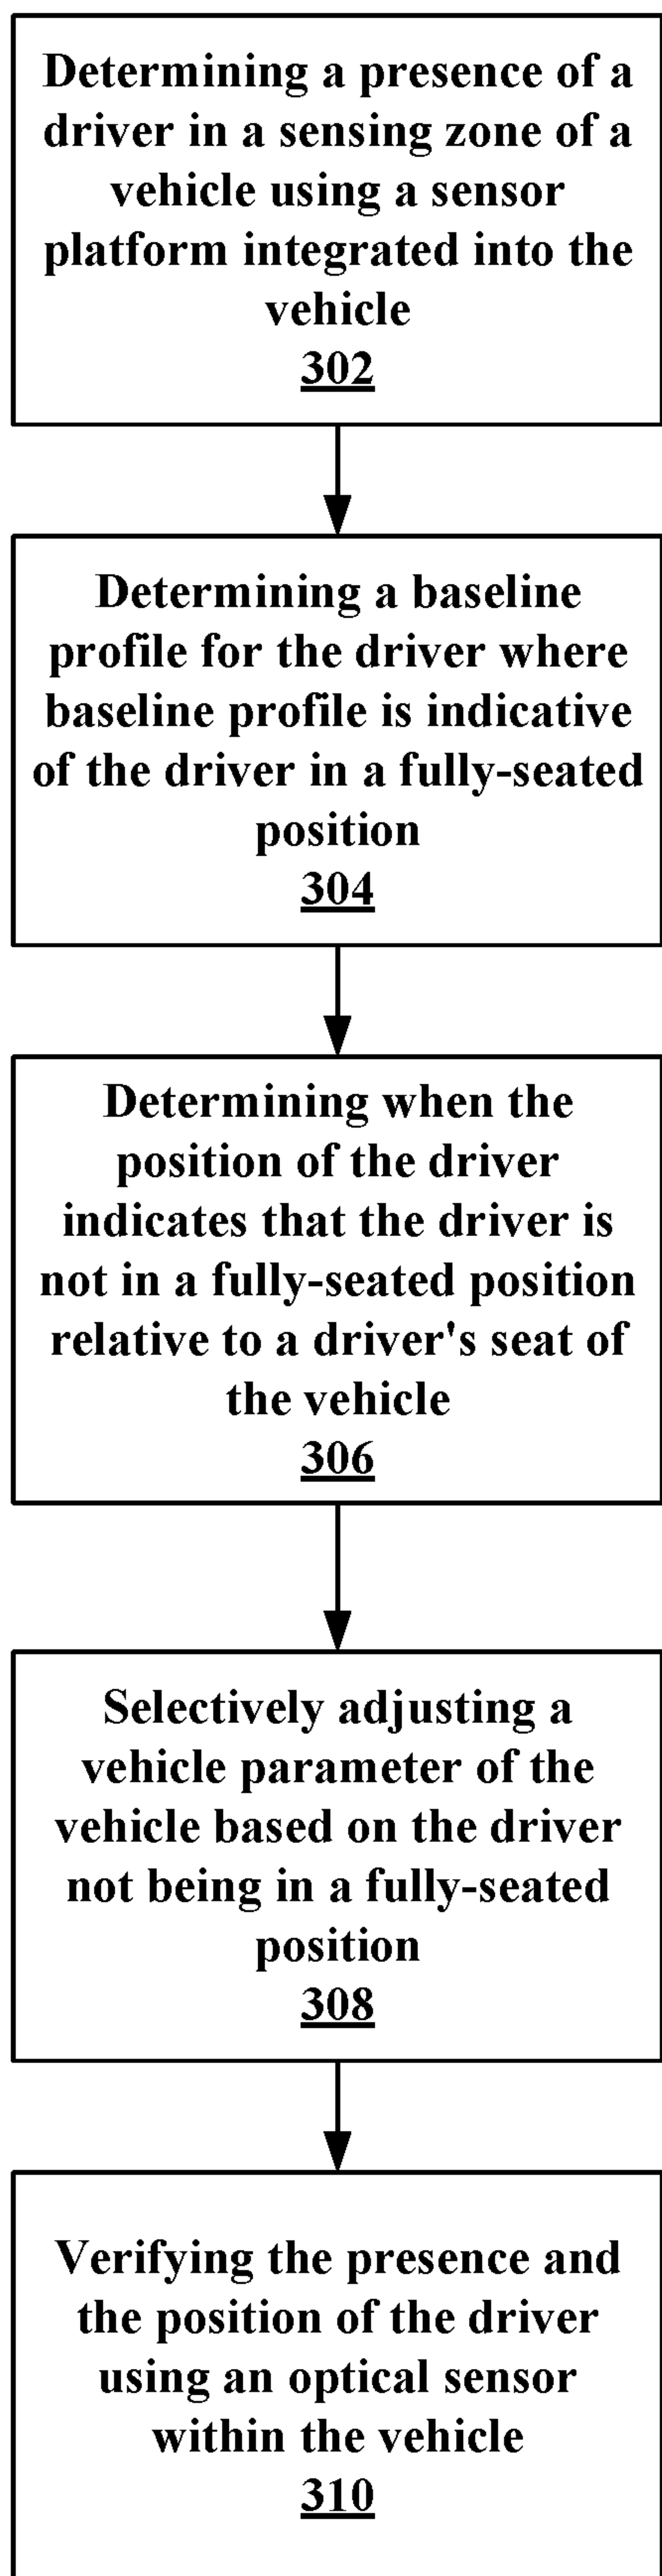 Determining a presence of a
driver in a sensing zone of a
vehicle using a sensor
platform integrated into the
vehicle
302
Determining a baseline
profile for the driver where
baseline profile is indicative
of the driver in a fully-seated
position
304
Determining when the
position of the driver
indicates that the driver is
not in a fully-seated position
relative to a driver's seat of
the vehicle
306
Selectively adjusting a
vehicle parameter of the
vehicle based on the driver
not being in a fully-seated
position
308
Verifying the presence and
the position of the driver
using an optical sensor
within the vehicle
310